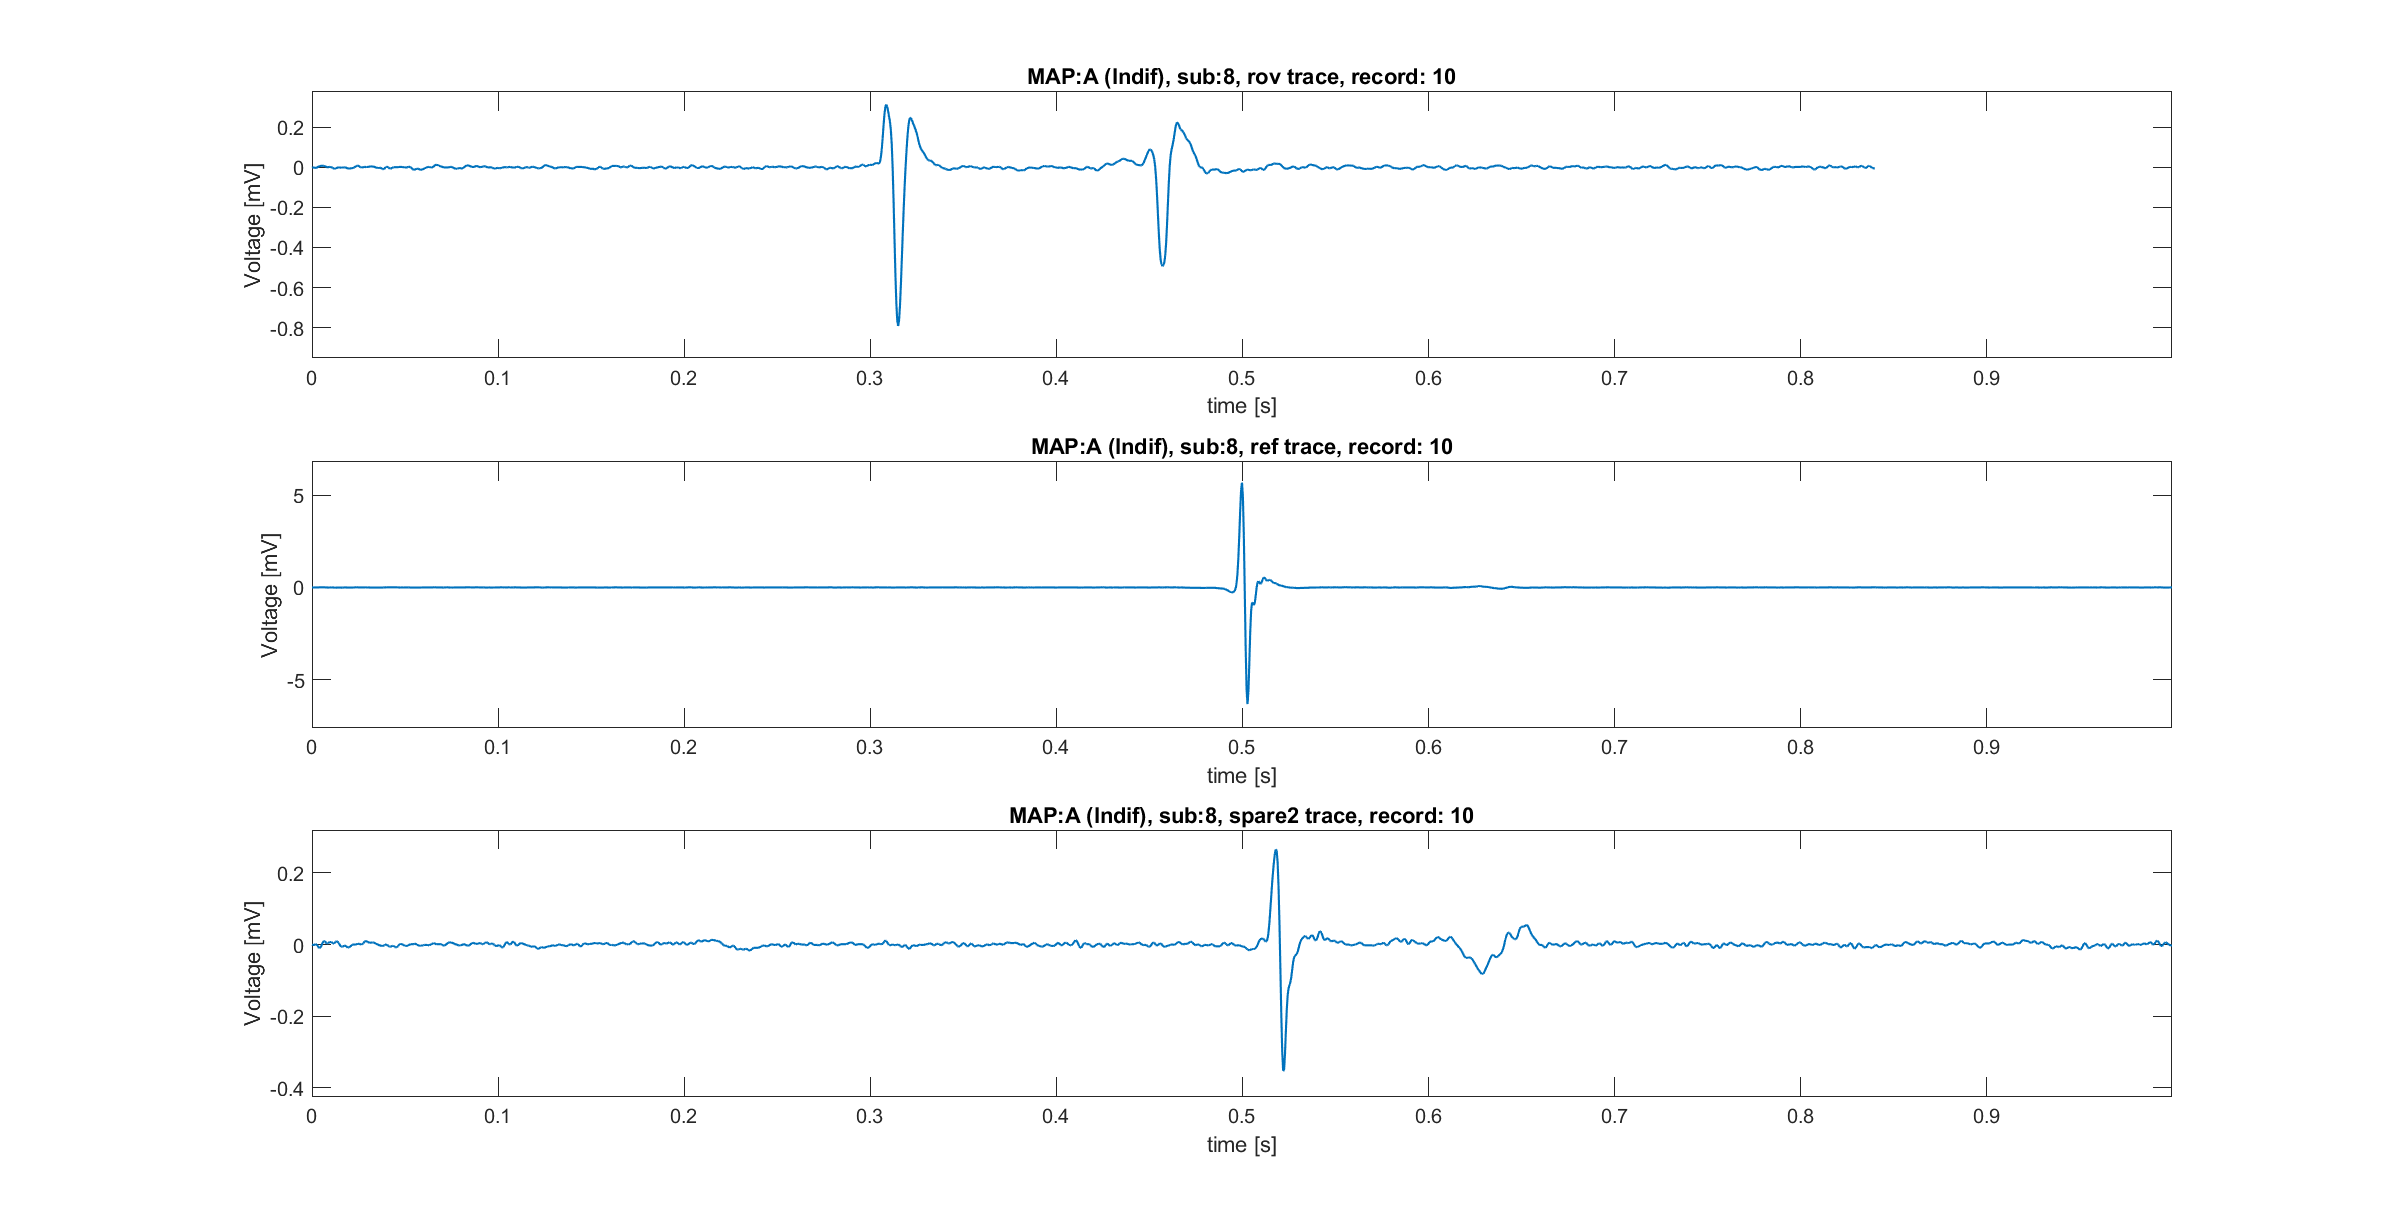 MAP:A (Indif), sub:8, rov trace, record: 10
Voltage [mV]
0.2
0
-0.2
-0.4
-0.6
-0.8
0 0.1 0.2 0.3 0.4 0.5 0.6 0.7 0.8 0.9
time [s]
MAP:A (Indif), sub:8, ref trace, record: 10
Voltage [mV]
5
0
-5
0 0.1 0.2 0.3 0.4 0.5 0.6 0.7 0.8 0.9
time [s]
MAP:A (Indif), sub:8, spare2 trace, record: 10
Voltage [mV]
0.2
0
-0.2
-0.4
0 0.1 0.2 0.3 0.4 0.5 0.6 0.7 0.8 0.9
time [s]